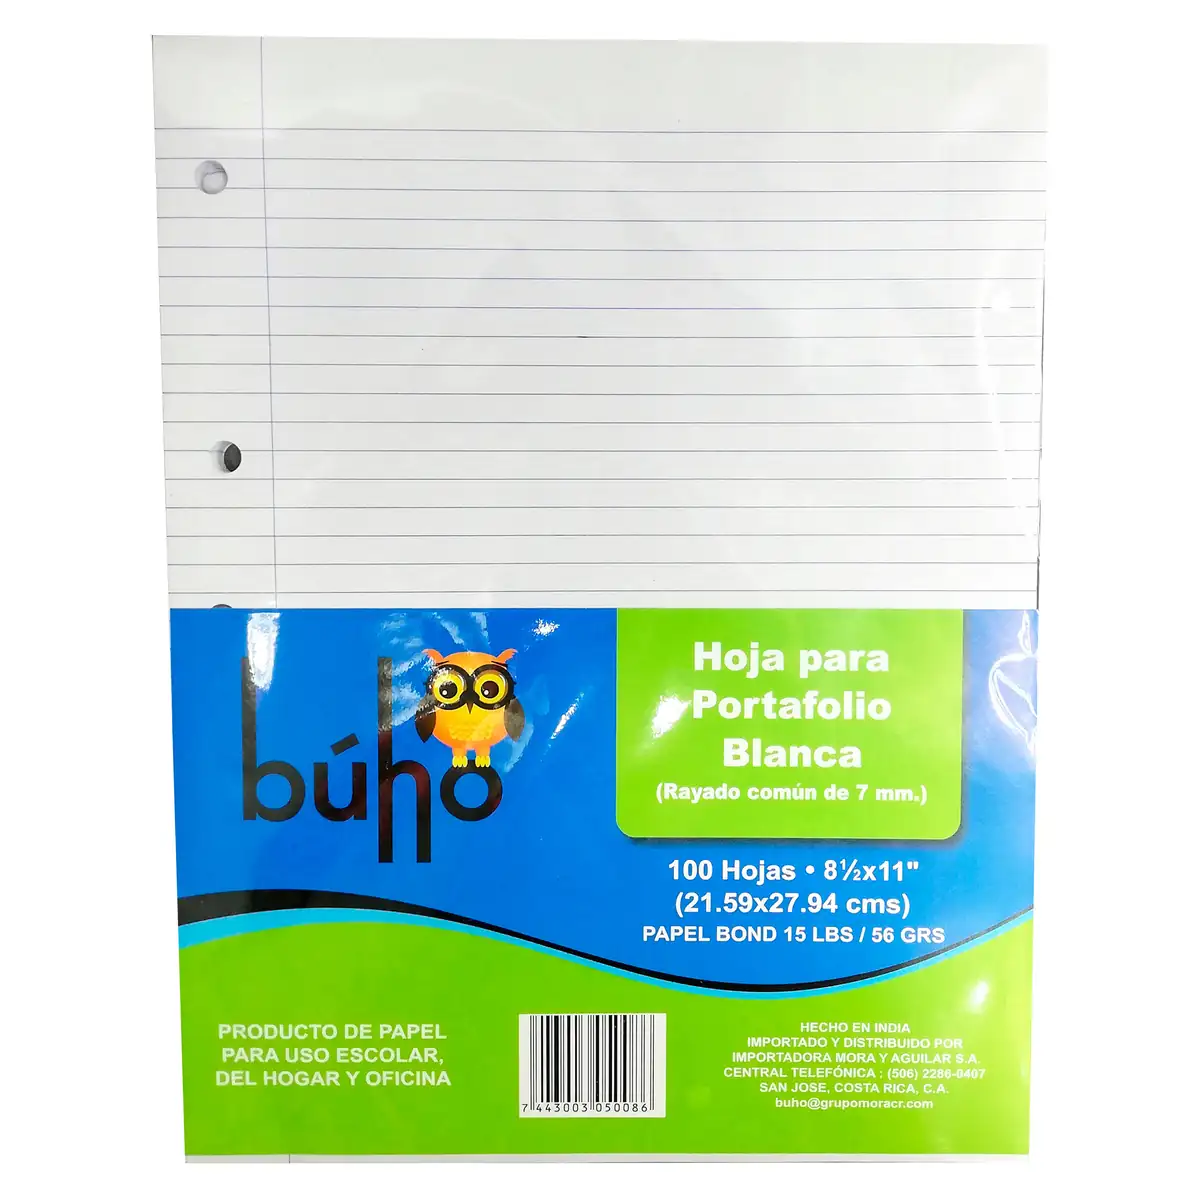 búho
Hoja para
Portafolio
Blanca
(Rayado común de 7 mm.)
100 Hojas • 8½x11"
(21.59x27.94 cms)
PAPEL BOND 15 LBS / 56 GRS
PRODUCTO DE PAPEL
PARA USO ESCOLAR,
DEL HOGAR Y OFICINA
7 443003 050086
HECHO EN INDIA
IMPORTADO Y DISTRIBUIDO POR
IMPORTADORA MORA Y AGUILAR S.A.
CENTRAL TELEFÓNICA : (506) 2286-0407
SAN JOSE, COSTA RICA, C.A.
buho@grupomoracr.com